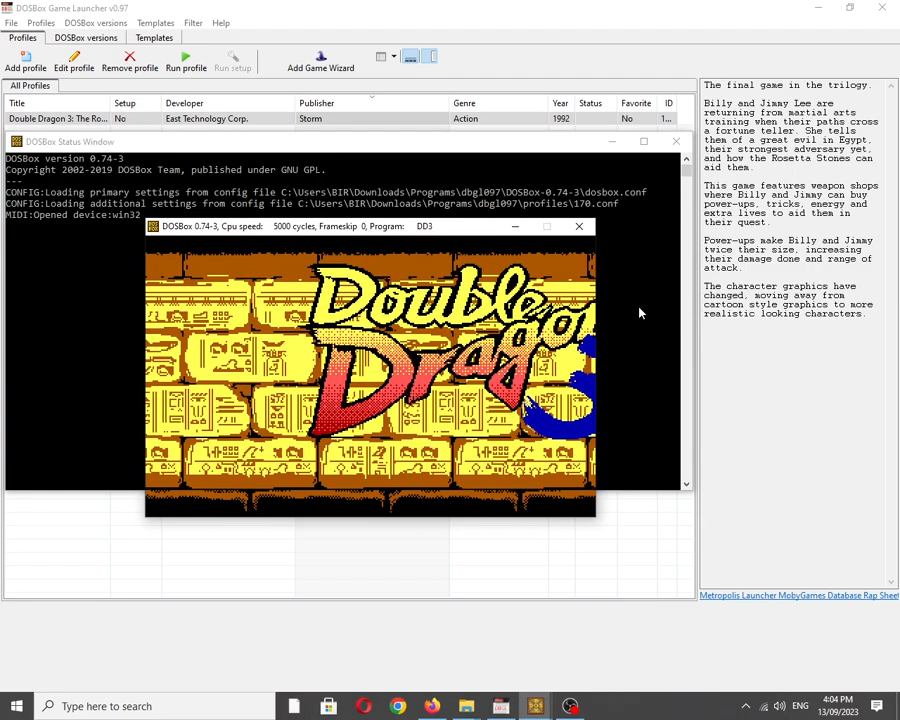 DOSBox Game Launcher v0.97
File Profiles DOSBox versions Templates Filter Help
Profiles DOSBox versions Templates
Add profile Edit profile Remove profile Run profile Run setup Add Game Wizard
All Profiles
Title Setup Developer Publisher Genre Year Status Favorite ID
Double Dragon 3: The Ro... No East Technology Corp. Storm Action 1992 No 1...
DOSBox Status Window
DOSBox version 0.74-3
Copyright 2002-2019 DOSBox Team, published under GNU GPL.
---
CONFIG:Loading primary settings from config file C:\Users\BIR\Downloads\Programs\dbgl097\DOSBox-0.74-3\dosbox.conf
CONFIG:Loading additional settings from config file C:\Users\BIR\Downloads\Programs\dbgl097\profiles\170.conf
MIDI:Opened device:win32
DOSBox 0.74-3, Cpu speed: 5000 cycles, Frameskip 0, Program: DD3
Double
Dragon
3
The final game in the trilogy.
Billy and Jimmy Lee are
returning from martial arts
training when their paths cross
a fortune teller. She tells
them of a great evil in Egypt,
their strongest adversary yet,
and how the Rosetta Stones can
aid them.
This game features weapon shops
where Billy and Jimmy can buy
power-ups, tricks, energy and
extra lives to aid them in
their quest.
Power-ups make Billy and Jimmy
twice their size, increasing
their damage done and range of
attack.
The character graphics have
changed, moving away from
cartoon style graphics to more
realistic looking characters.
Metropolis Launcher MobyGames Database Rap Sheet
Type here to search
ENG
4:04 PM
13/09/2023